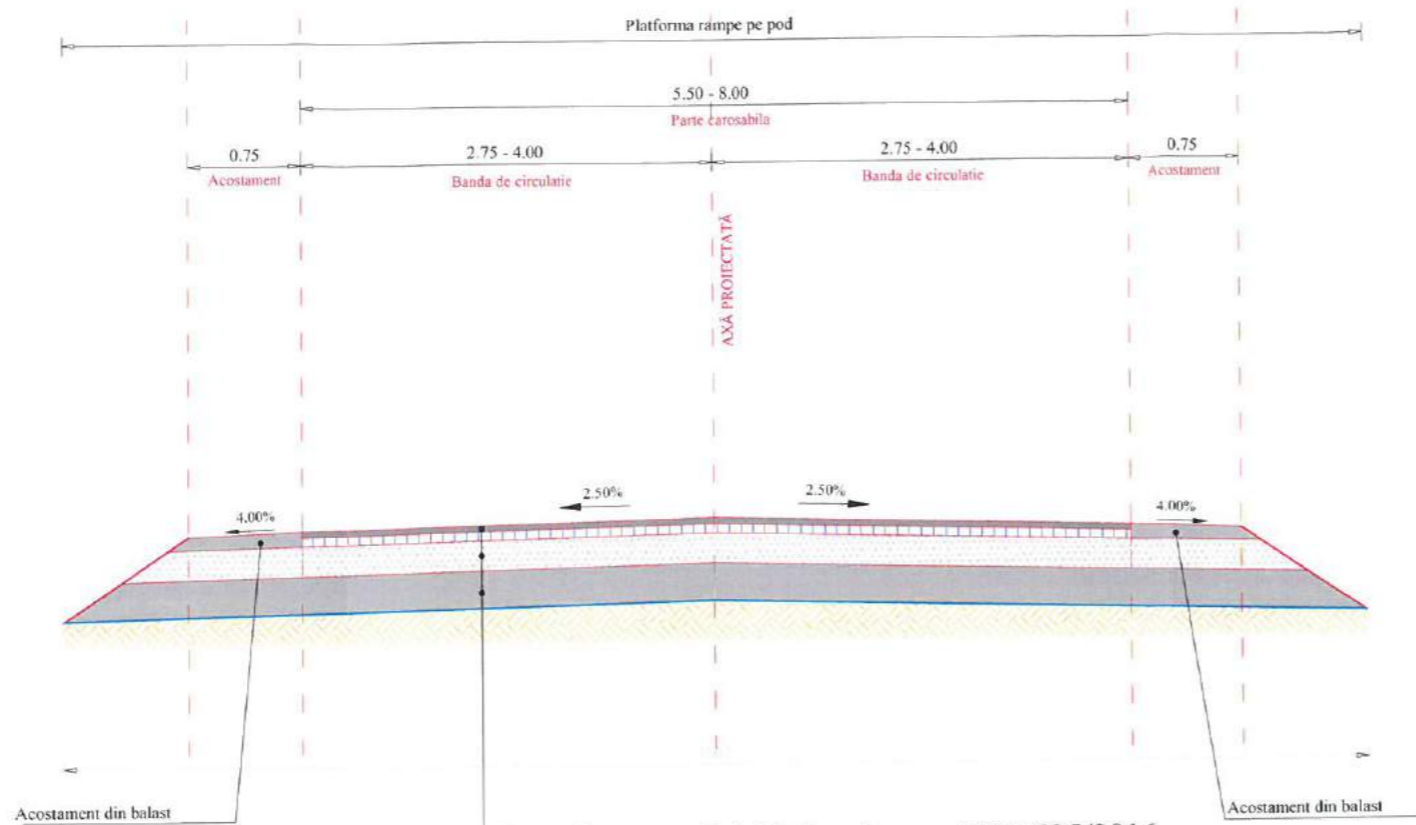 Platforma rampe pe pod
5.50 - 8.00
Parte carosabila
0.75
2.75 - 4.00
2.75 - 4.00
0.75
Acostament
Banda de circulatie
Banda de circulatie
Acostament
AXĂ PROIECTATĂ
2.50%
2.50%
4.00%
4.00%
Acostament din balast
Acostament din balast